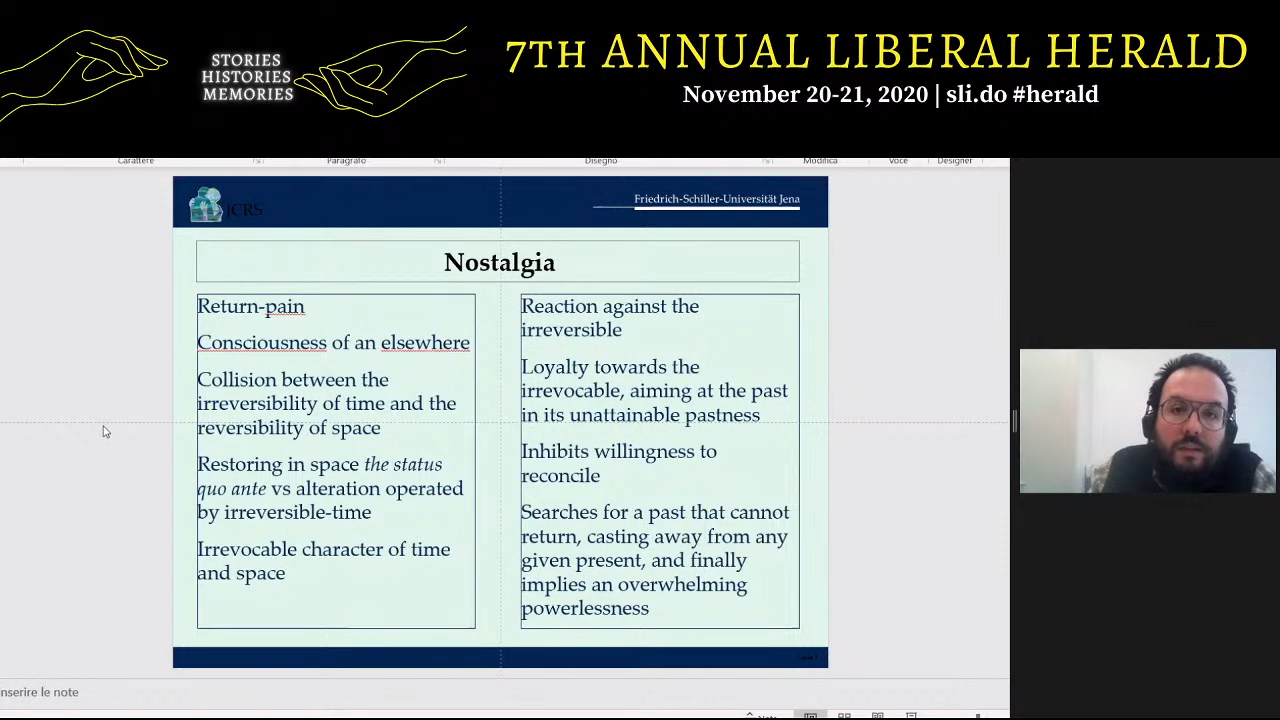 STORIES
HISTORIES
MEMORIES
7TH ANNUAL LIBERAL HERALD
November 20-21, 2020 | sli.do #herald
Carattere
Paragrafo
Disegno
Modifica
Voce
Designer
JCRS
Friedrich-Schiller-Universität Jena
Nostalgia
Return-pain
Consciousness of an elsewhere
Collision between the
irreversibility of time and the
reversibility of space
Restoring in space the status
quo ante vs alteration operated
by irreversible-time
Irrevocable character of time
and space
Reaction against the
irreversible
Loyalty towards the
irrevocable, aiming at the past
in its unattainable pastness
Inhibits willingness to
reconcile
Searches for a past that cannot
return, casting away from any
given present, and finally
implies an overwhelming
powerlessness
nserire le note
Note